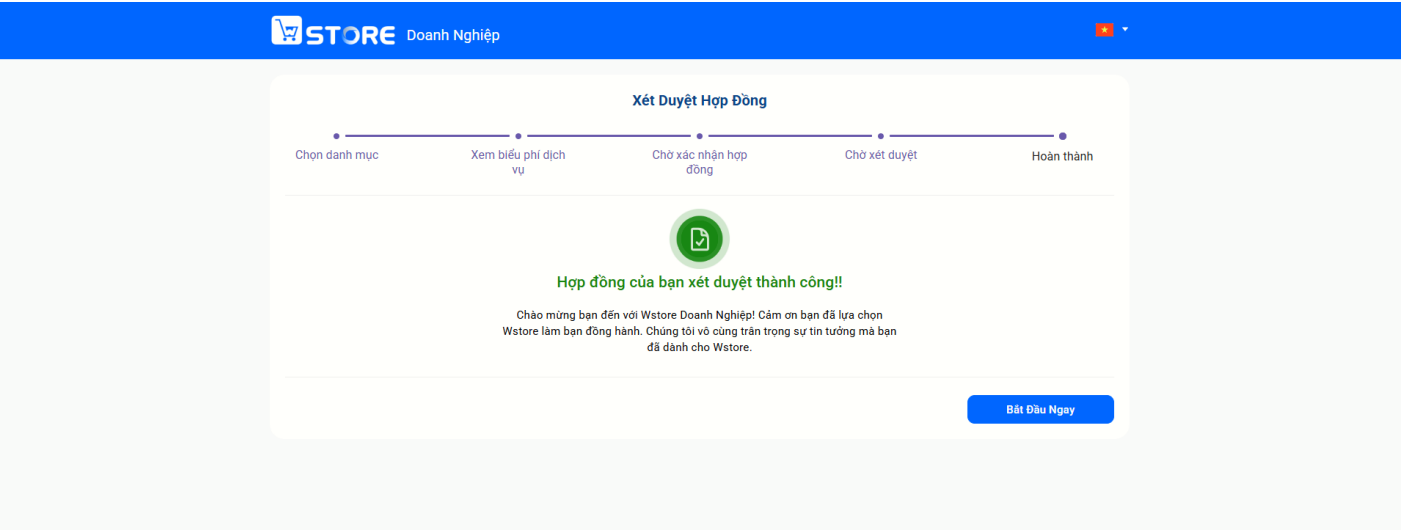 WSTORE Doanh Nghiệp
Xét Duyệt Hợp Đồng
Chọn danh mục
Xem biểu phí dịch
vụ
Chờ xác nhận hợp
đồng
Chờ xét duyệt
Hoàn thành
Hợp đồng của bạn xét duyệt thành công!!
Chào mừng bạn đến với Wstore Doanh Nghiệp! Cảm ơn bạn đã lựa chọn
Wstore làm bạn đồng hành. Chúng tôi vô cùng trân trọng sự tin tưởng mà bạn
đã dành cho Wstore.
Bắt Đầu Ngay